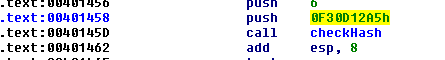 .text:00401456 push 6
.text:00401458 push 0F30D12A5h
.text:0040145D call checkHash
.text:00401462 add esp, 8